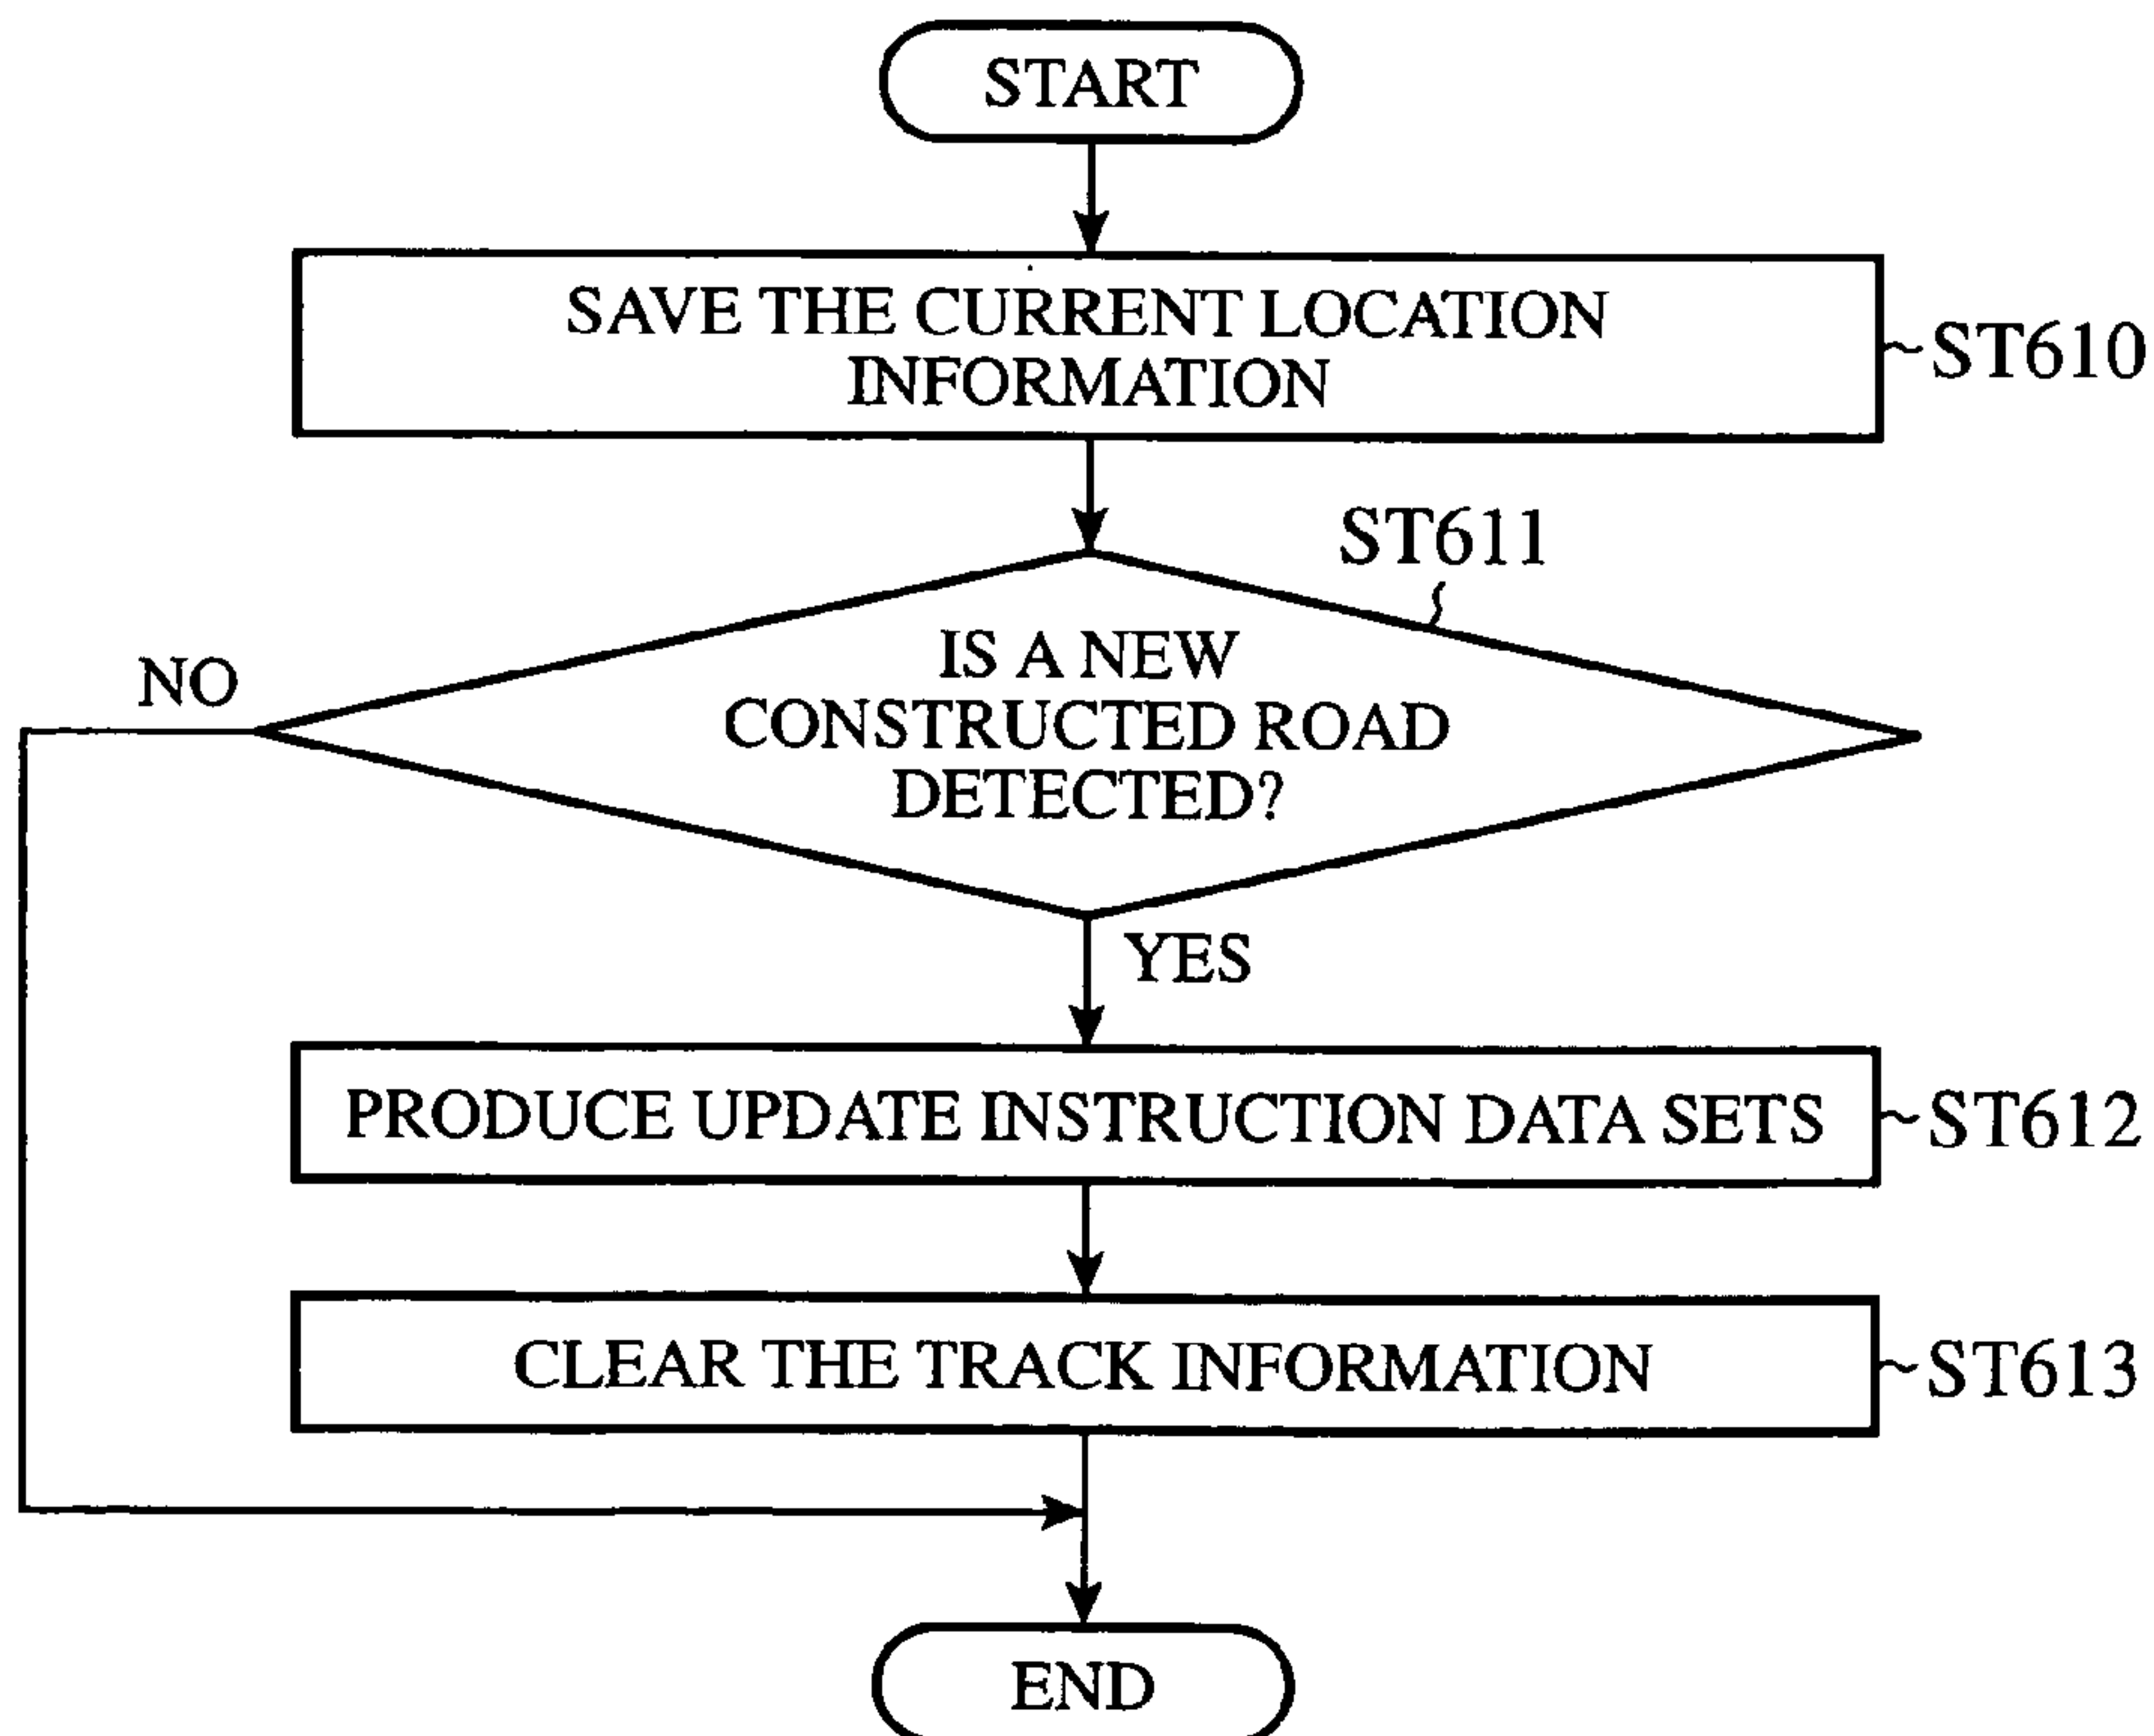 START
SAVE THE CURRENT LOCATION
INFORMATION
ST610
ST611
IS A NEW
CONSTRUCTED ROAD
DETECTED?
NO
YES
PRODUCE UPDATE INSTRUCTION DATA SETS
ST612
CLEAR THE TRACK INFORMATION
ST613
END